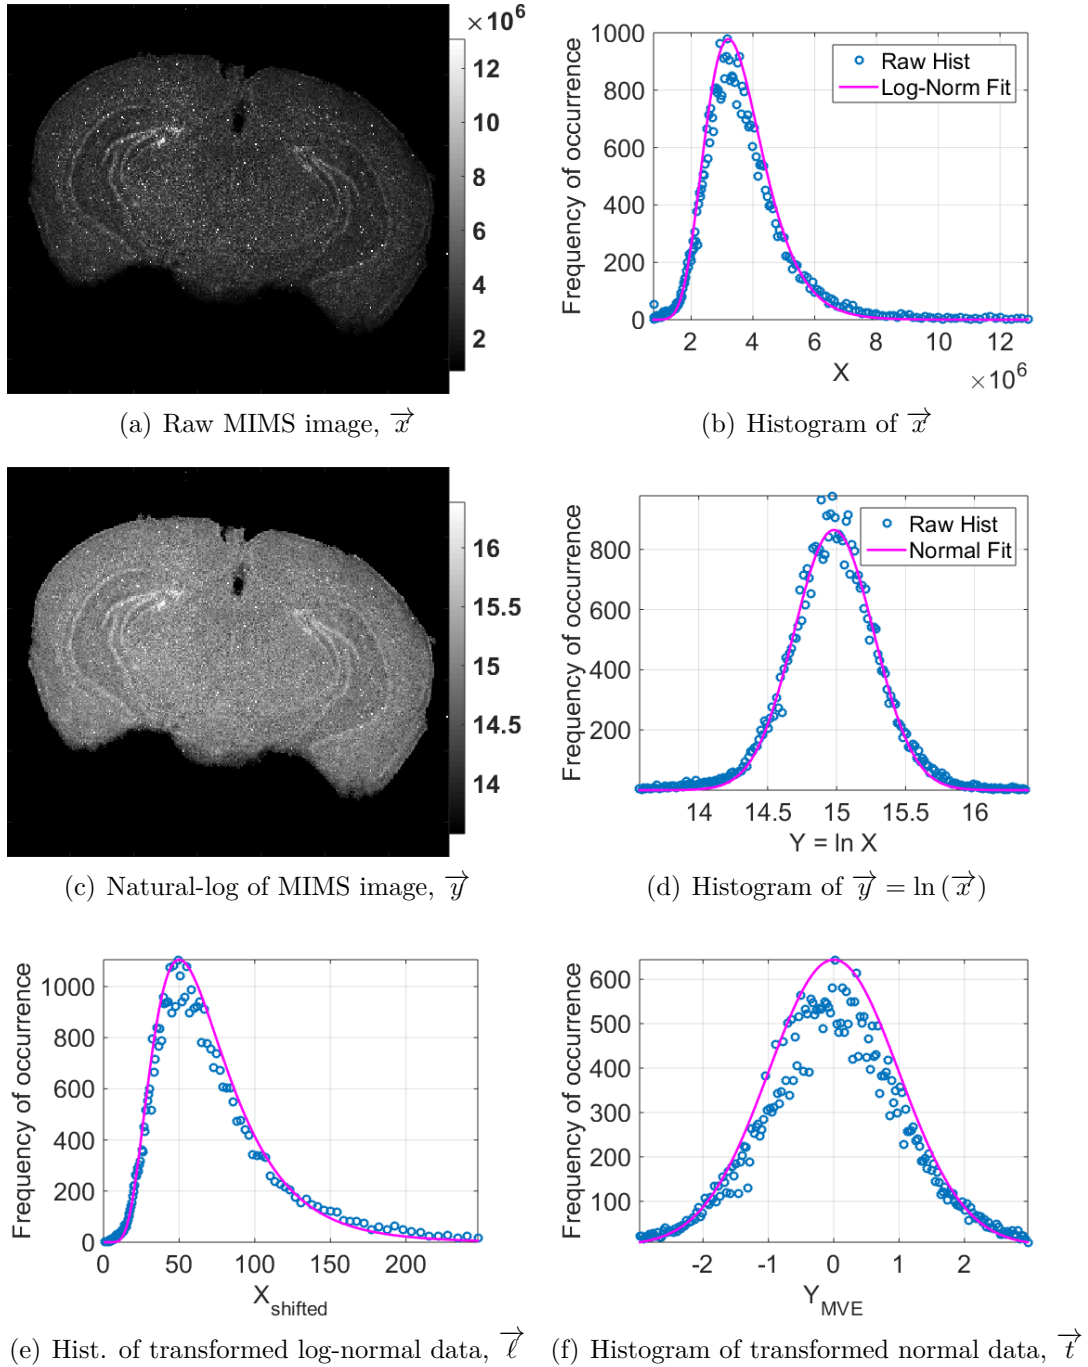 ×10⁶
12
10
8
6
4
2
Frequency of occurrence
1000
800
600
400
200
0
Raw Hist
Log-Norm Fit
2 4 6 8 10 12
X
×10⁶
(a) Raw MIMS image, x⃗
(b) Histogram of x⃗
16
15.5
15
14.5
14
Frequency of occurrence
800
600
400
200
Raw Hist
Normal Fit
14 14.5 15 15.5 16
Y = ln X
(c) Natural-log of MIMS image, y⃗
(d) Histogram of y⃗ = ln (x⃗)
Frequency of occurrence
1000
800
600
400
200
0
0 50 100 150 200
X_shifted
Frequency of occurrence
600
500
400
300
200
100
-2 -1 0 1 2
Y_MVE
(e) Hist. of transformed log-normal data, ℓ⃗
(f) Histogram of transformed normal data, t⃗